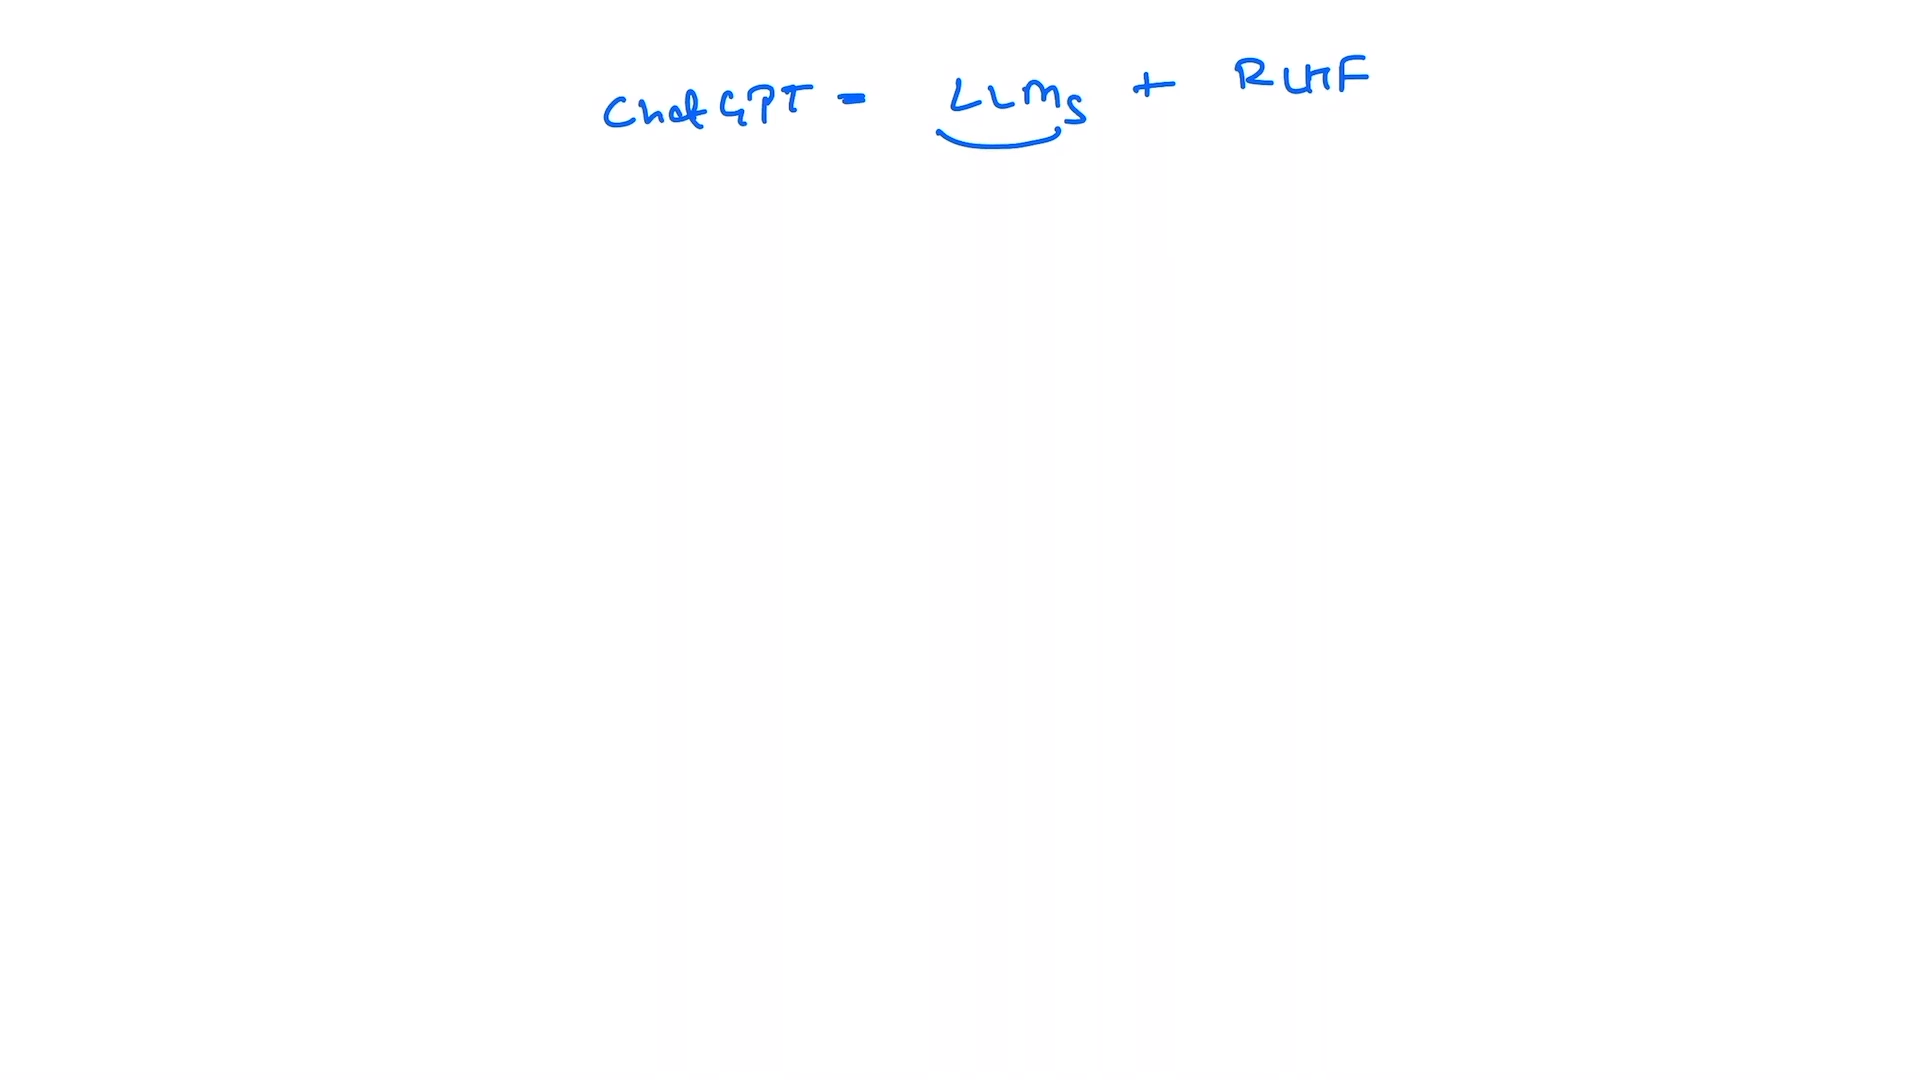 ChatGPT = LLMs + RLHF